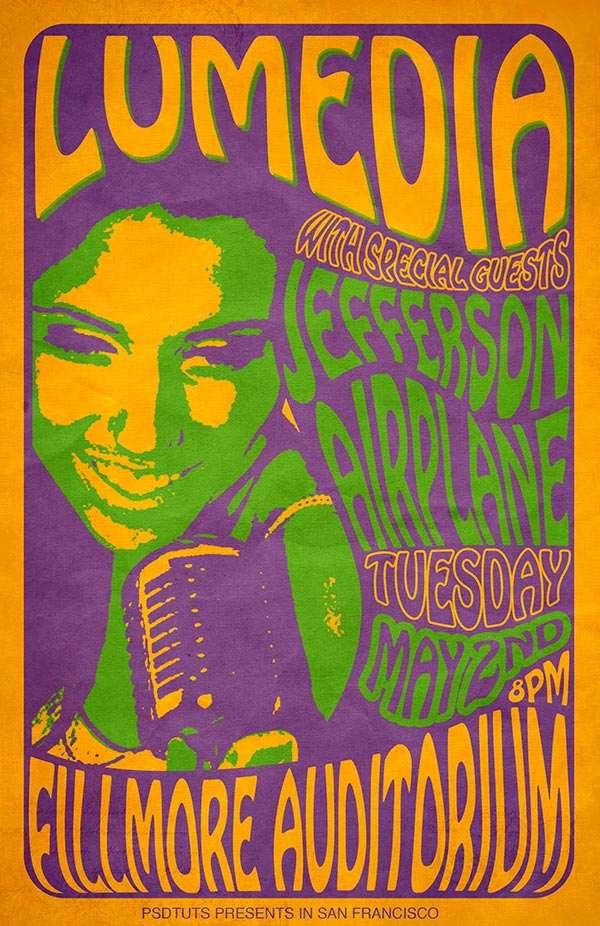 LUMEDIA
WITH SPECIAL GUESTS
JEFFERSON
AIRPLANE
TUESDAY
MAY 2ND
8PM
FILLMORE AUDITORIUM
PSDTUTS PRESENTS IN SAN FRANCISCO